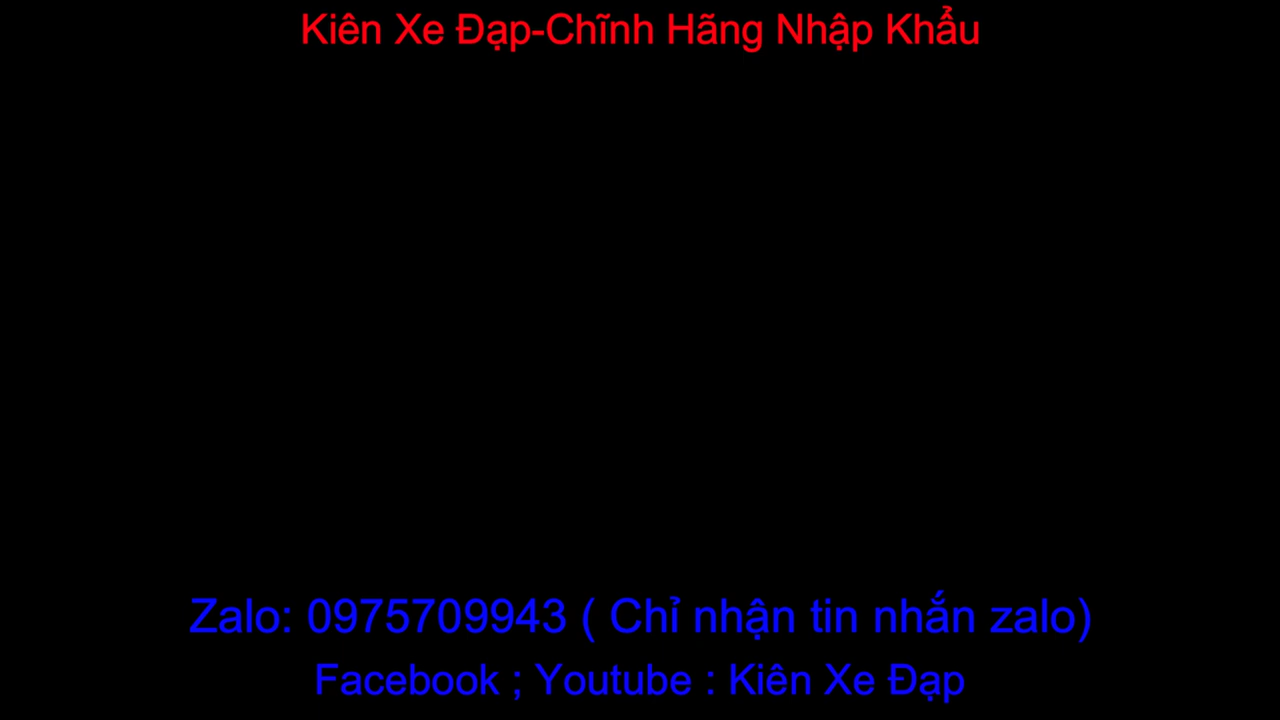 Kiên Xe Đạp-Chĩnh Hãng Nhập Khẩu
Zalo: 0975709943 ( Chỉ nhận tin nhắn zalo)
Facebook ; Youtube : Kiên Xe Đạp